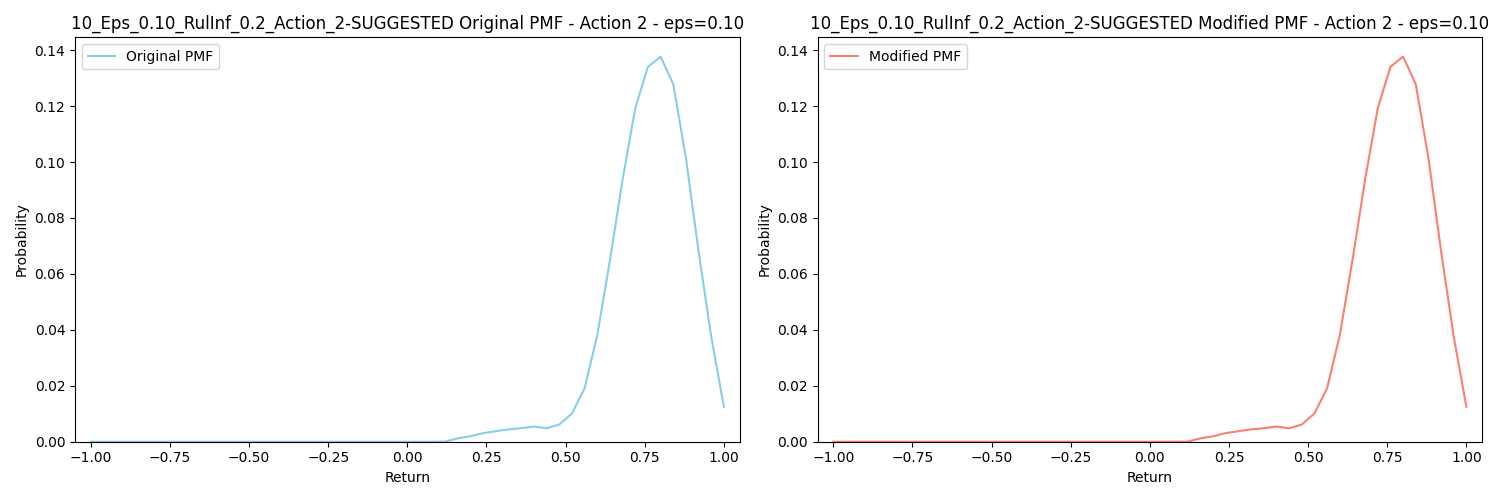 10_Eps_0.10_RulInf_0.2_Action_2-SUGGESTED Original PMF - Action 2 - eps=0.10
Original PMF
0.14
0.12
0.10
0.08
0.06
0.04
0.02
0.00
Probability
−1.00 −0.75 −0.50 −0.25 0.00 0.25 0.50 0.75 1.00
Return
10_Eps_0.10_RulInf_0.2_Action_2-SUGGESTED Modified PMF - Action 2 - eps=0.10
Modified PMF
0.14
0.12
0.10
0.08
0.06
0.04
0.02
0.00
Probability
−1.00 −0.75 −0.50 −0.25 0.00 0.25 0.50 0.75 1.00
Return